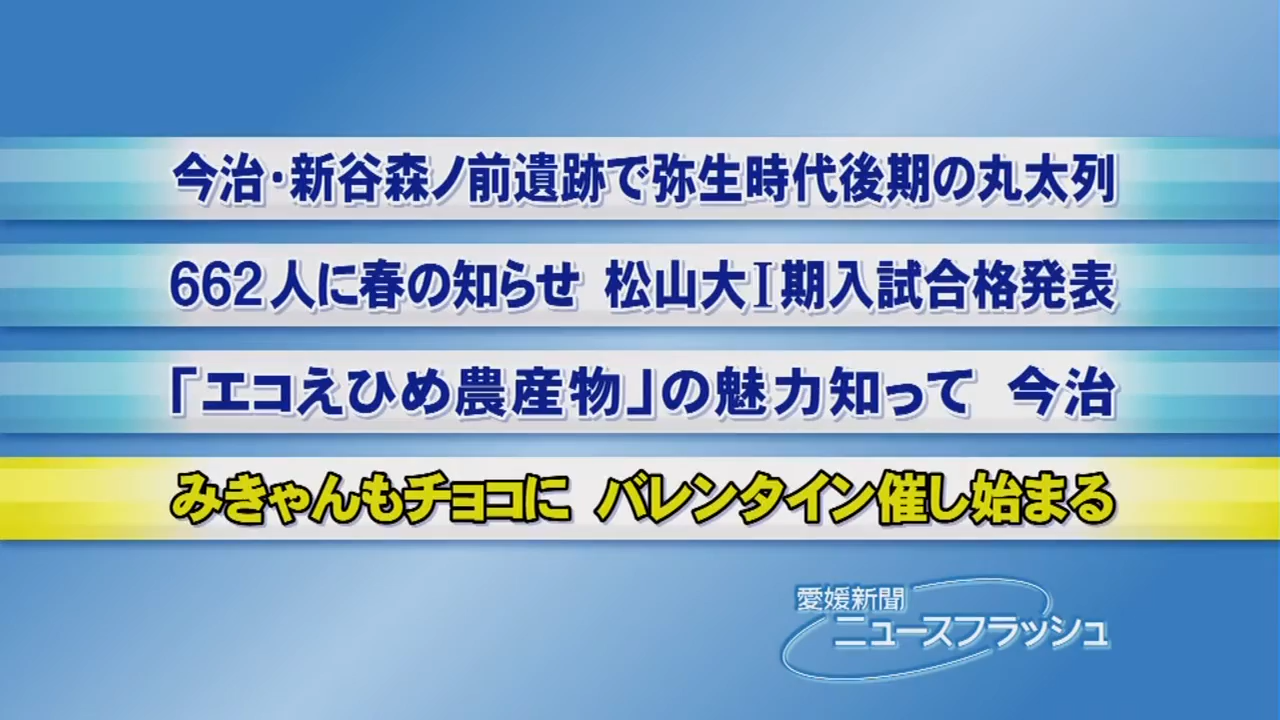 今治・新谷森ノ前遺跡で弥生時代後期の丸太列
662人に春の知らせ 松山大Ⅰ期入試合格発表
「エコえひめ農産物」の魅力知って 今治
みきゃんもチョコに バレンタイン催し始まる
愛媛新聞
ニュースフラッシュ